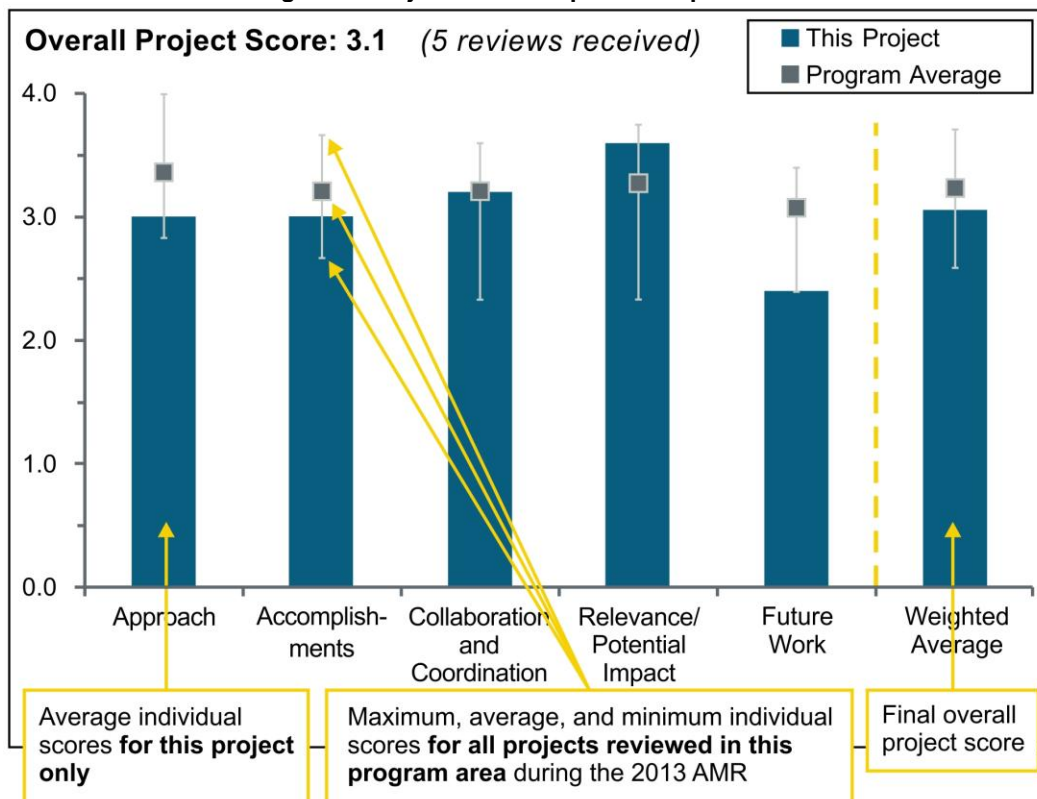 Overall Project Score: 3.1 (5 reviews received)
This Project
Program Average
4.0
3.0
2.0
1.0
0.0
Approach
Accomplish-
ments
Collaboration
and
Coordination
Relevance/
Potential
Impact
Future
Work
Weighted
Average
Average individual
scores for this project
only
Maximum, average, and minimum individual
scores for all projects reviewed in this
program area during the 2013 AMR
Final overall
project score